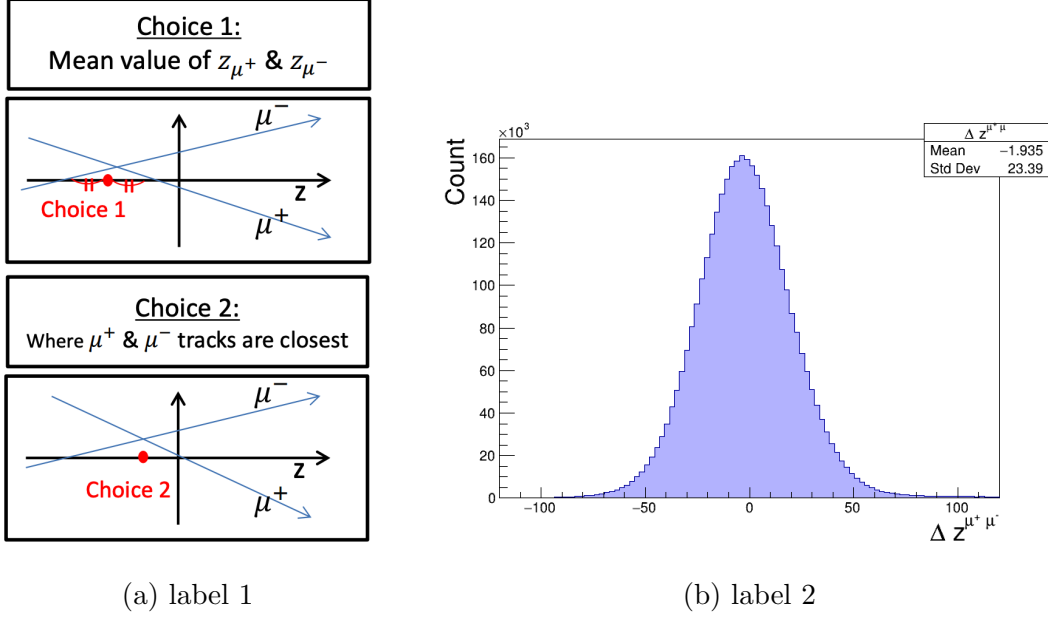 Choice 1:
Mean value of z_{μ⁺} & z_{μ⁻}
μ⁻
z
Choice 1
μ⁺
Choice 2:
Where μ⁺ & μ⁻ tracks are closest
μ⁻
z
Choice 2
μ⁺
(a) label 1
×10³
Δ z^{μ⁺ μ}
Mean −1.935
Std Dev 23.39
Count
160
140
120
100
80
60
40
20
0
−100 −50 0 50 100
Δ z^{μ⁺ μ⁻}
(b) label 2